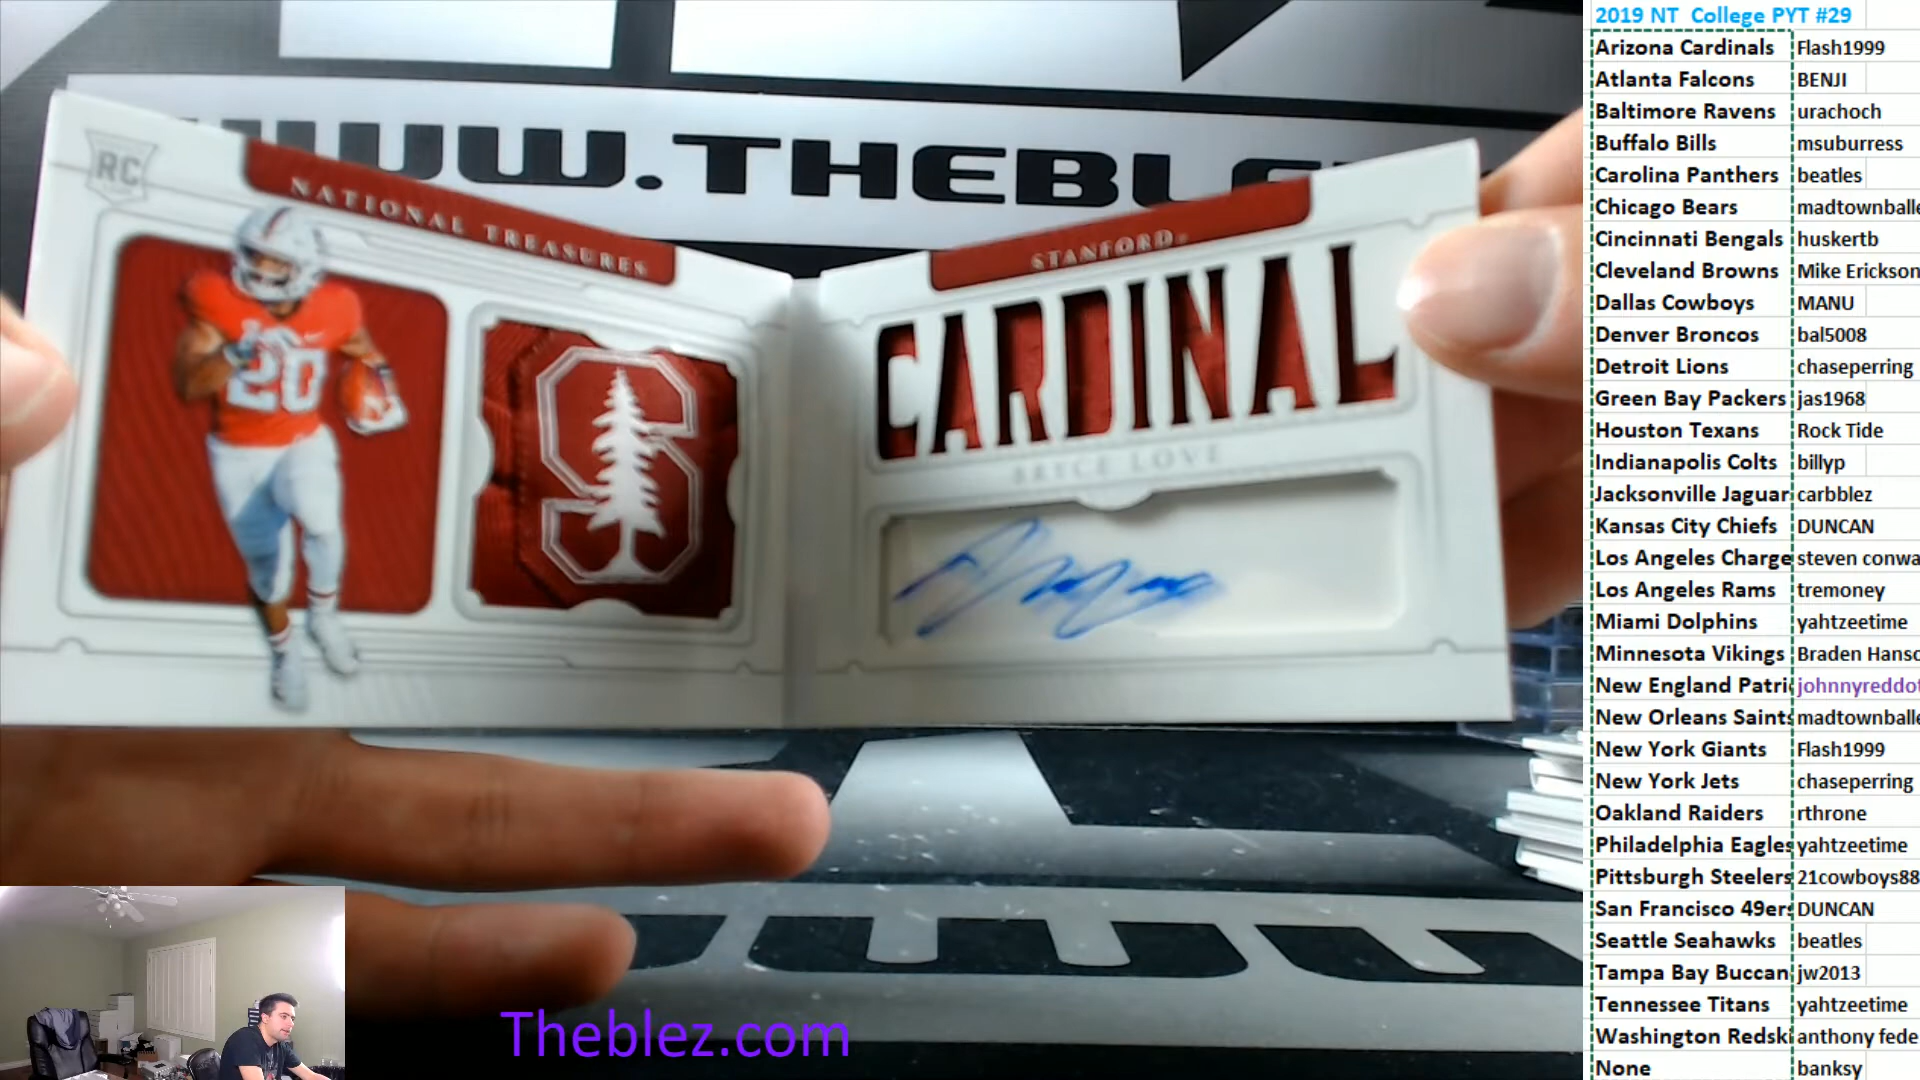 WWW.THEBLEZ
RC
NATIONAL TREASURES
20
STANFORD
CARDINAL
BRYCE LOVE
Theblez.com
2019 NT College PYT #29
Arizona Cardinals Flash1999
Atlanta Falcons BENJI
Baltimore Ravens urachoch
Buffalo Bills msuburress
Carolina Panthers beatles
Chicago Bears madtownballe
Cincinnati Bengals huskertb
Cleveland Browns Mike Erickson
Dallas Cowboys MANU
Denver Broncos bal5008
Detroit Lions chaseperring
Green Bay Packers jas1968
Houston Texans Rock Tide
Indianapolis Colts billyp
Jacksonville Jaguar carbblez
Kansas City Chiefs DUNCAN
Los Angeles Charge steven conwa
Los Angeles Rams tremoney
Miami Dolphins yahtzeetime
Minnesota Vikings Braden Hanso
New England Patri johnnyreddot
New Orleans Saints madtownballe
New York Giants Flash1999
New York Jets chaseperring
Oakland Raiders rthrone
Philadelphia Eagles yahtzeetime
Pittsburgh Steelers 21cowboys88
San Francisco 49ers DUNCAN
Seattle Seahawks beatles
Tampa Bay Buccan jw2013
Tennessee Titans yahtzeetime
Washington Redski anthony fede
None banksy